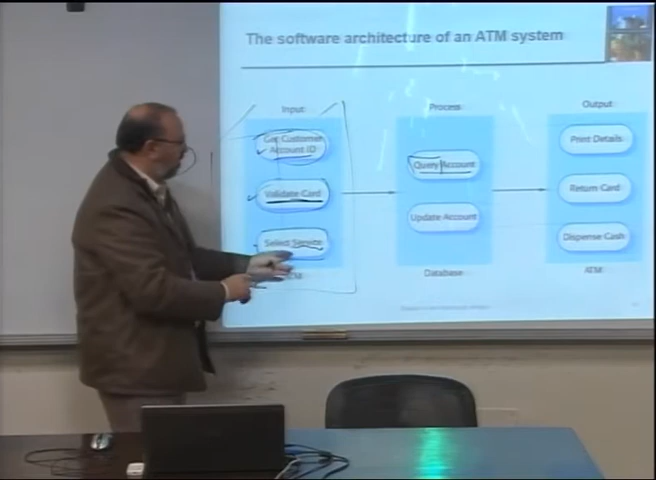 The software architecture of an ATM system
Input
Process
Output
Get Customer
Account ID
Validate Card
Select Service
Query Account
Update Account
Print Details
Return Card
Dispense Cash
Database
ATM